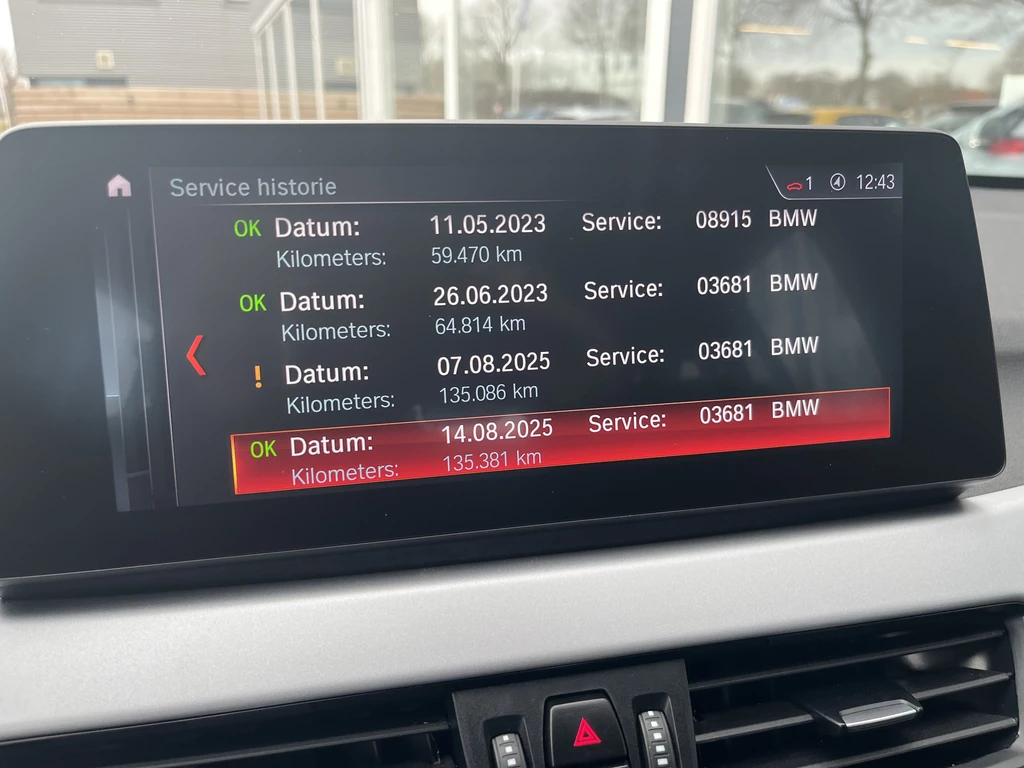 Service historie 1 12:43
OK Datum: 11.05.2023 Service: 08915 BMW
Kilometers: 59.470 km
OK Datum: 26.06.2023 Service: 03681 BMW
Kilometers: 64.814 km
! Datum: 07.08.2025 Service: 03681 BMW
Kilometers: 135.086 km
OK Datum: 14.08.2025 Service: 03681 BMW
Kilometers: 135.381 km